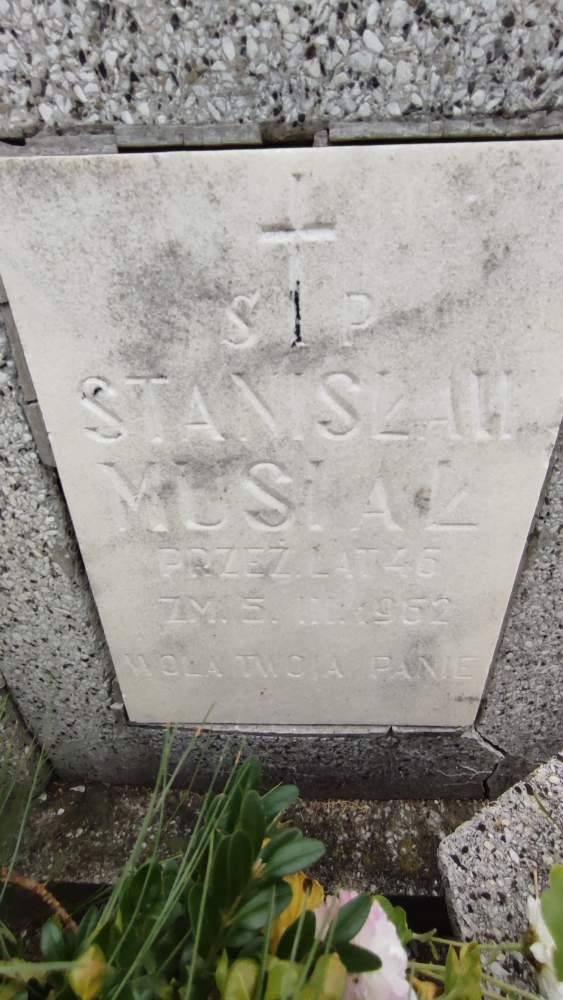 S P
STANISŁAW
MUSIAŁ
PRZEŻ. LAT 46
ZM. 5. III. 1952
WOLA TWOJA PANIE